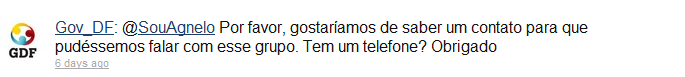 Gov_DF: @SouAgnelo Por favor, gostaríamos de saber um contato para que
pudéssemos falar com esse grupo. Tem um telefone? Obrigado
GDF
6 days ago